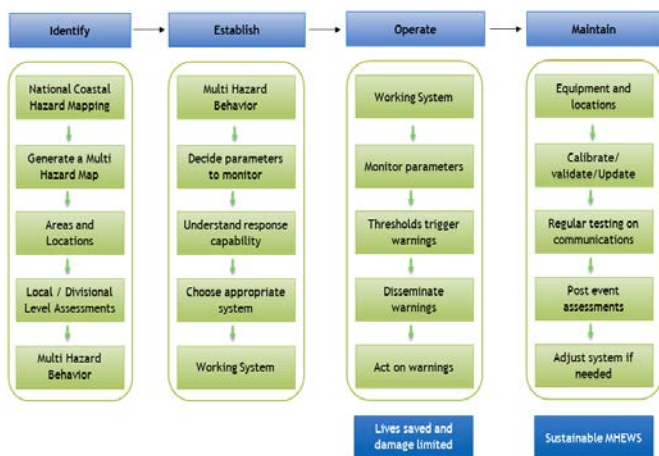 Identify
Establish
Operate
Maintain
National Coastal
Hazard Mapping
Generate a Multi
Hazard Map
Areas and
Locations
Local / Divisional
Level Assessments
Multi Hazard
Behavior
Multi Hazard
Behavior
Decide parameters
to monitor
Understand response
capability
Choose appropriate
system
Working System
Working System
Monitor parameters
Thresholds trigger
warnings
Disseminate
warnings
Act on warnings
Lives saved and
damage limited
Equipment and
locations
Calibrate/
validate/Update
Regular testing on
communications
Post event
assessments
Adjust system if
needed
Sustainable MHEWS